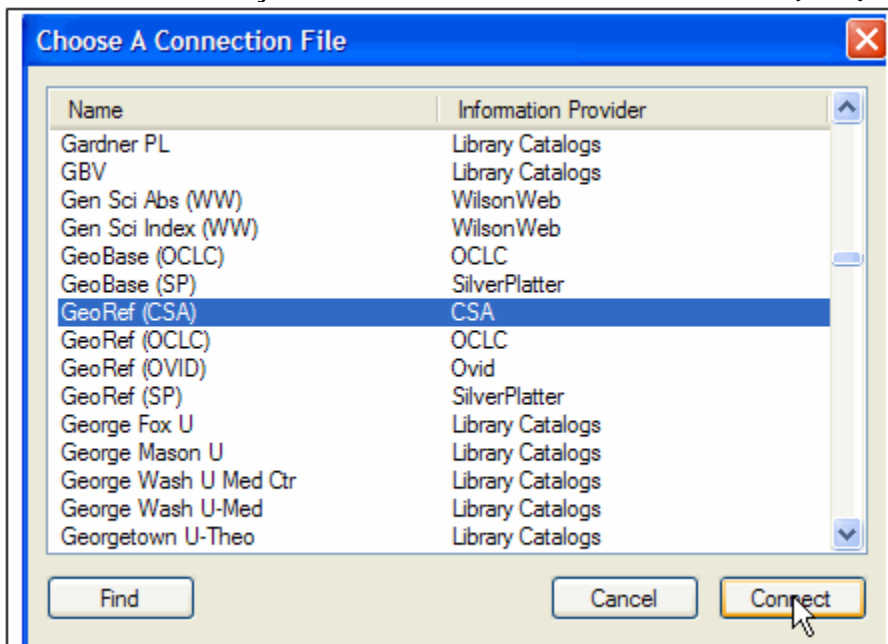 Choose A Connection File
Name Information Provider
Gardner PL Library Catalogs
GBV Library Catalogs
Gen Sci Abs (WW) WilsonWeb
Gen Sci Index (WW) WilsonWeb
GeoBase (OCLC) OCLC
GeoBase (SP) SilverPlatter
GeoRef (CSA) CSA
GeoRef (OCLC) OCLC
GeoRef (OVID) Ovid
GeoRef (SP) SilverPlatter
George Fox U Library Catalogs
George Mason U Library Catalogs
George Wash U Med Ctr Library Catalogs
George Wash U-Med Library Catalogs
Georgetown U-Theo Library Catalogs
Find Cancel Connect